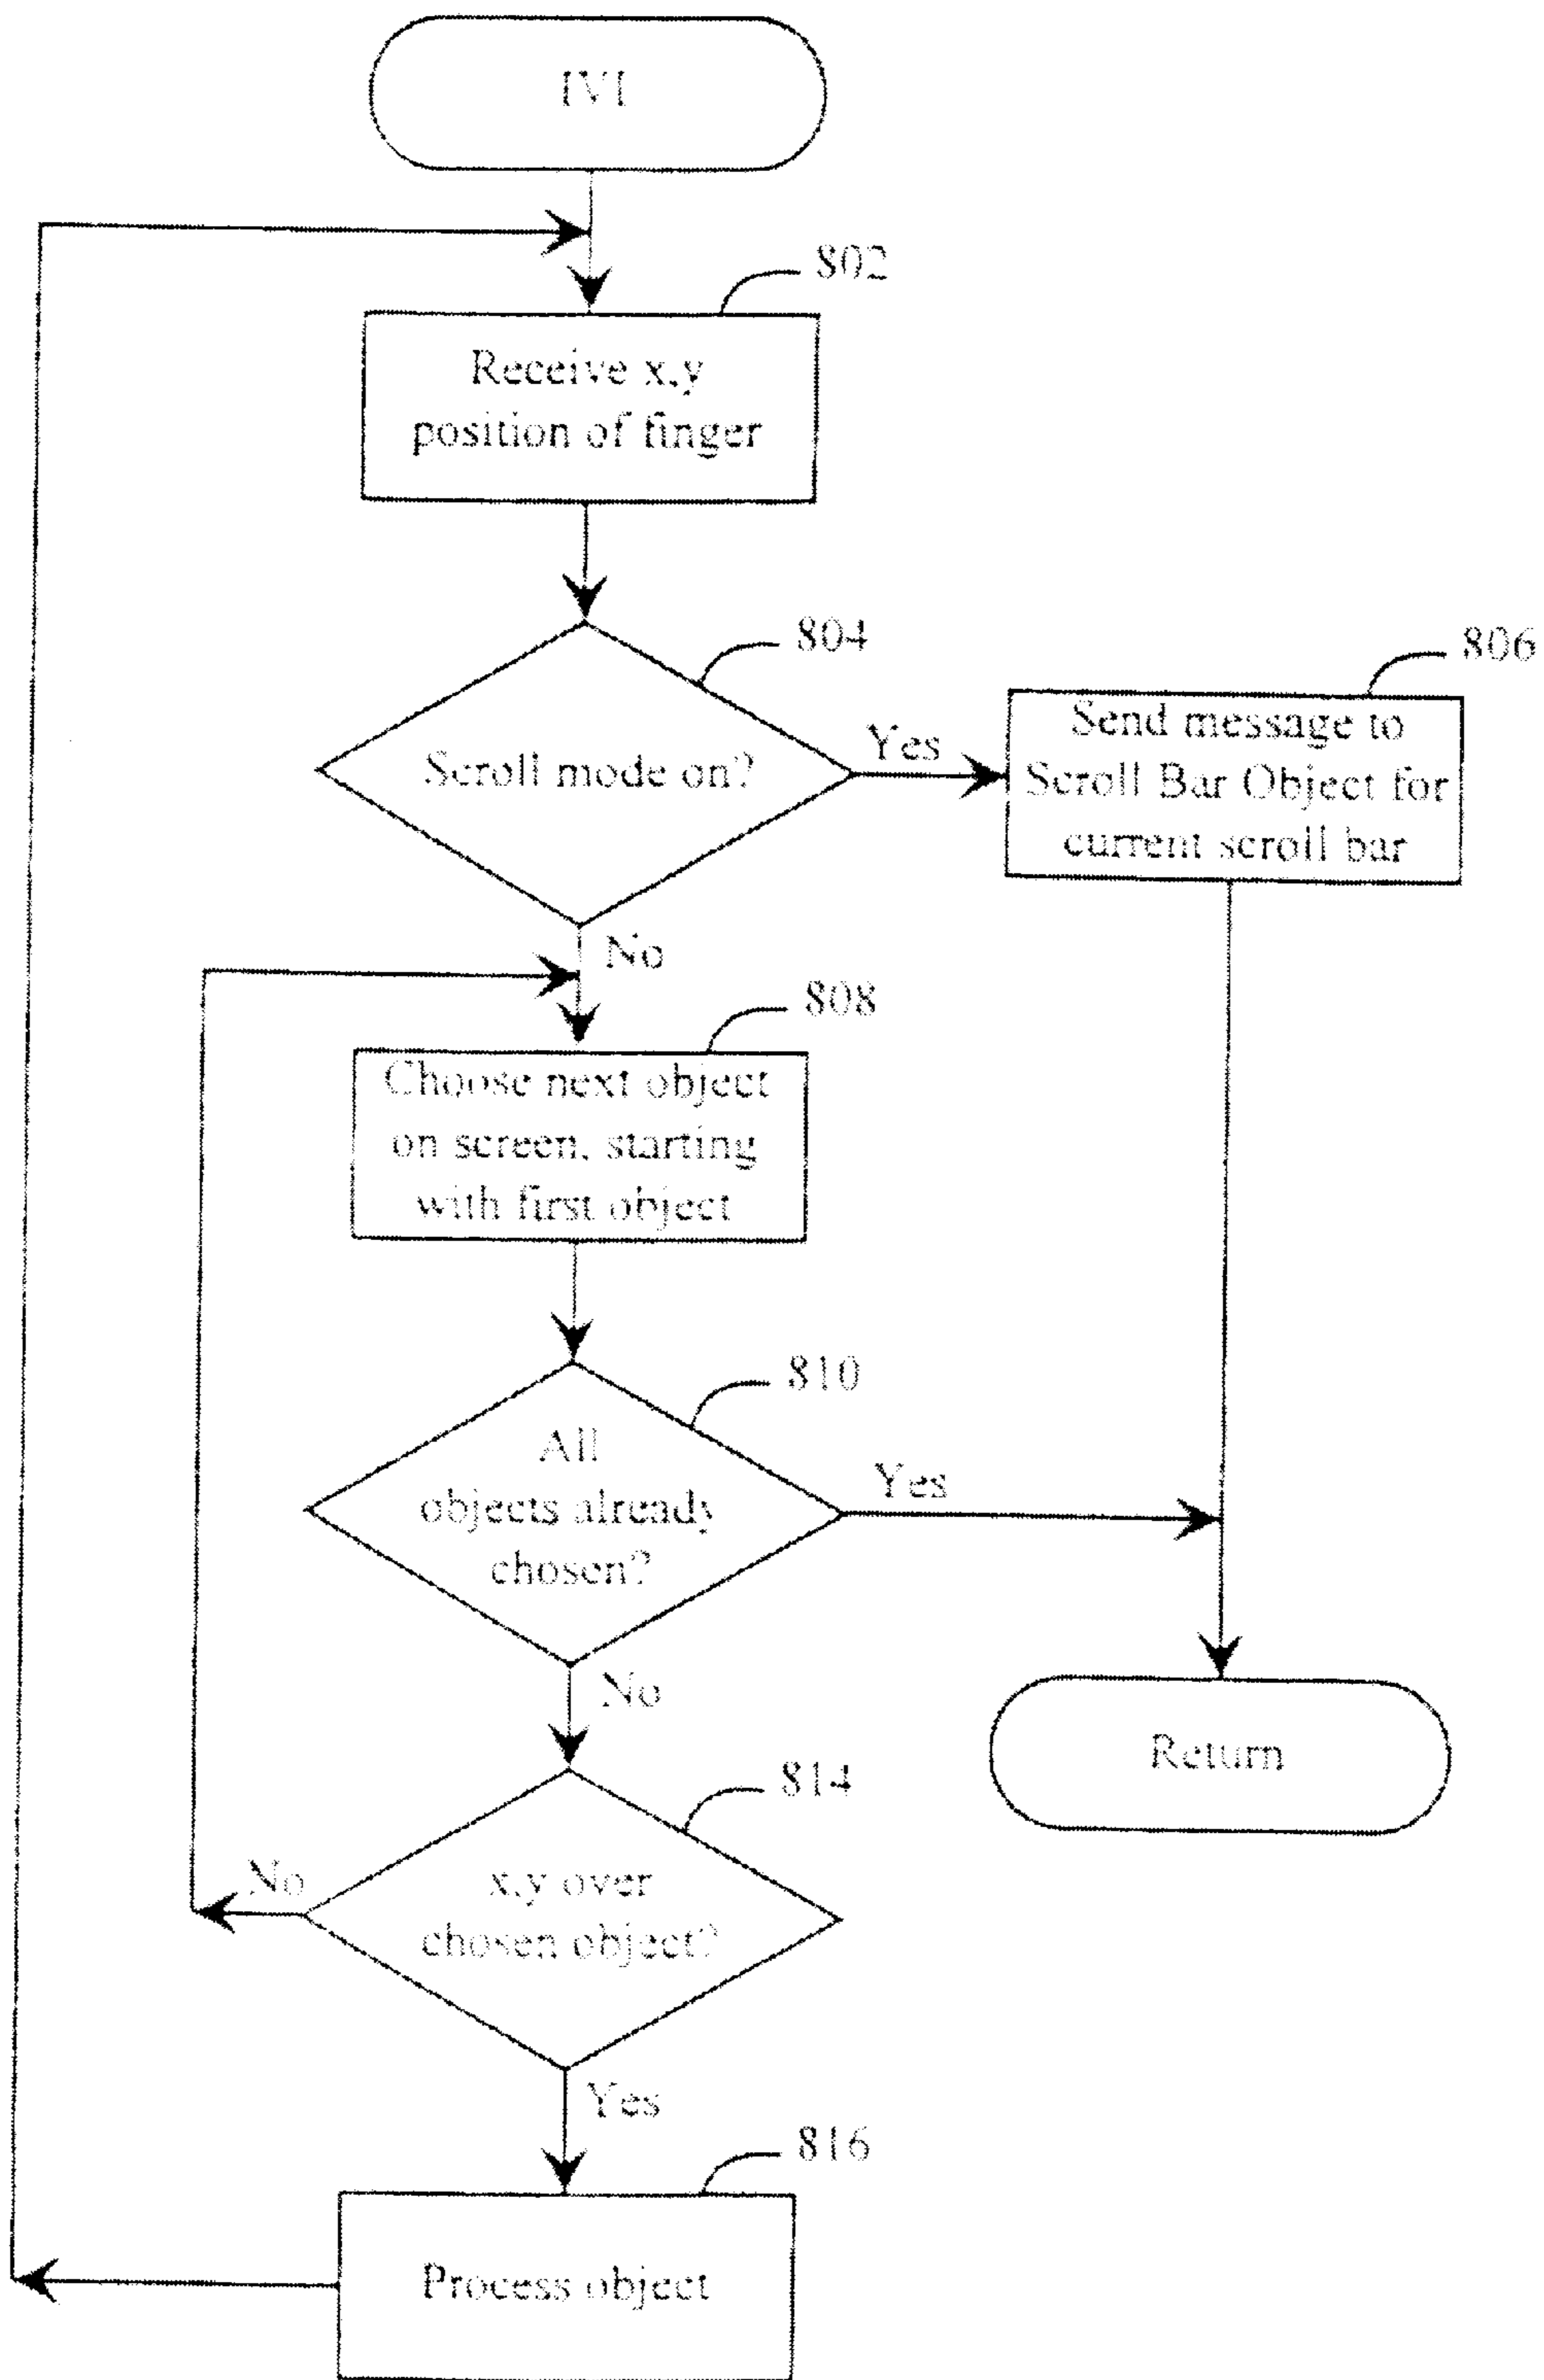 IVI
802
Receive x,y
position of finger
804
Scroll mode on?
Yes
806
Send message to
Scroll Bar Object for
current scroll bar
No
808
Choose next object
on screen, starting
with first object
810
All
objects already
chosen?
Yes
No
Return
814
x,y over
chosen object?
No
Yes
816
Process object